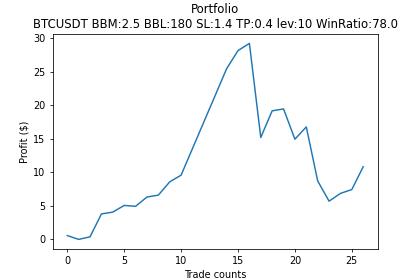 Portfolio
BTCUSDT BBM:2.5 BBL:180 SL:1.4 TP:0.4 lev:10 WinRatio:78.0
30
25
20
15
10
5
0
Profit ($)
0 5 10 15 20 25
Trade counts